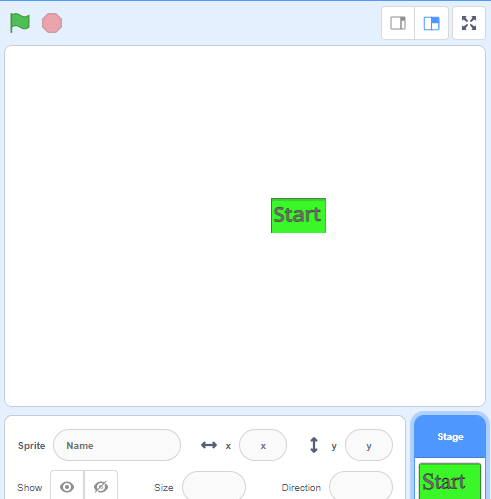 Start
Sprite Name x x y y Stage
Show Size Direction Start